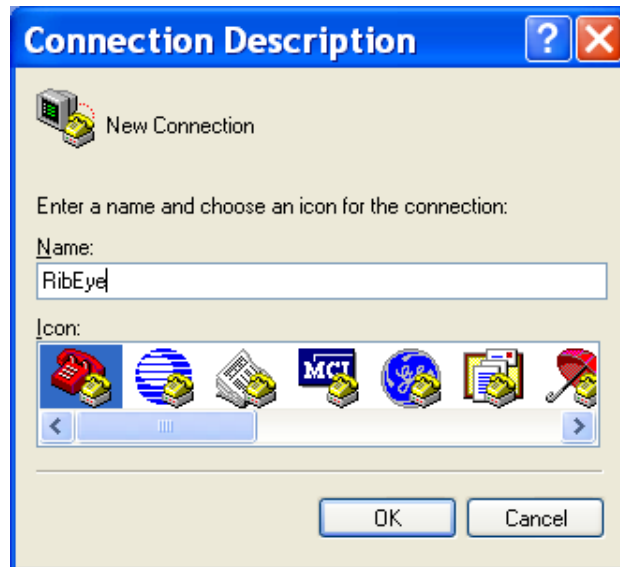 Connection Description
New Connection
Enter a name and choose an icon for the connection:
Name:
RibEye
Icon:
MCI
OK Cancel